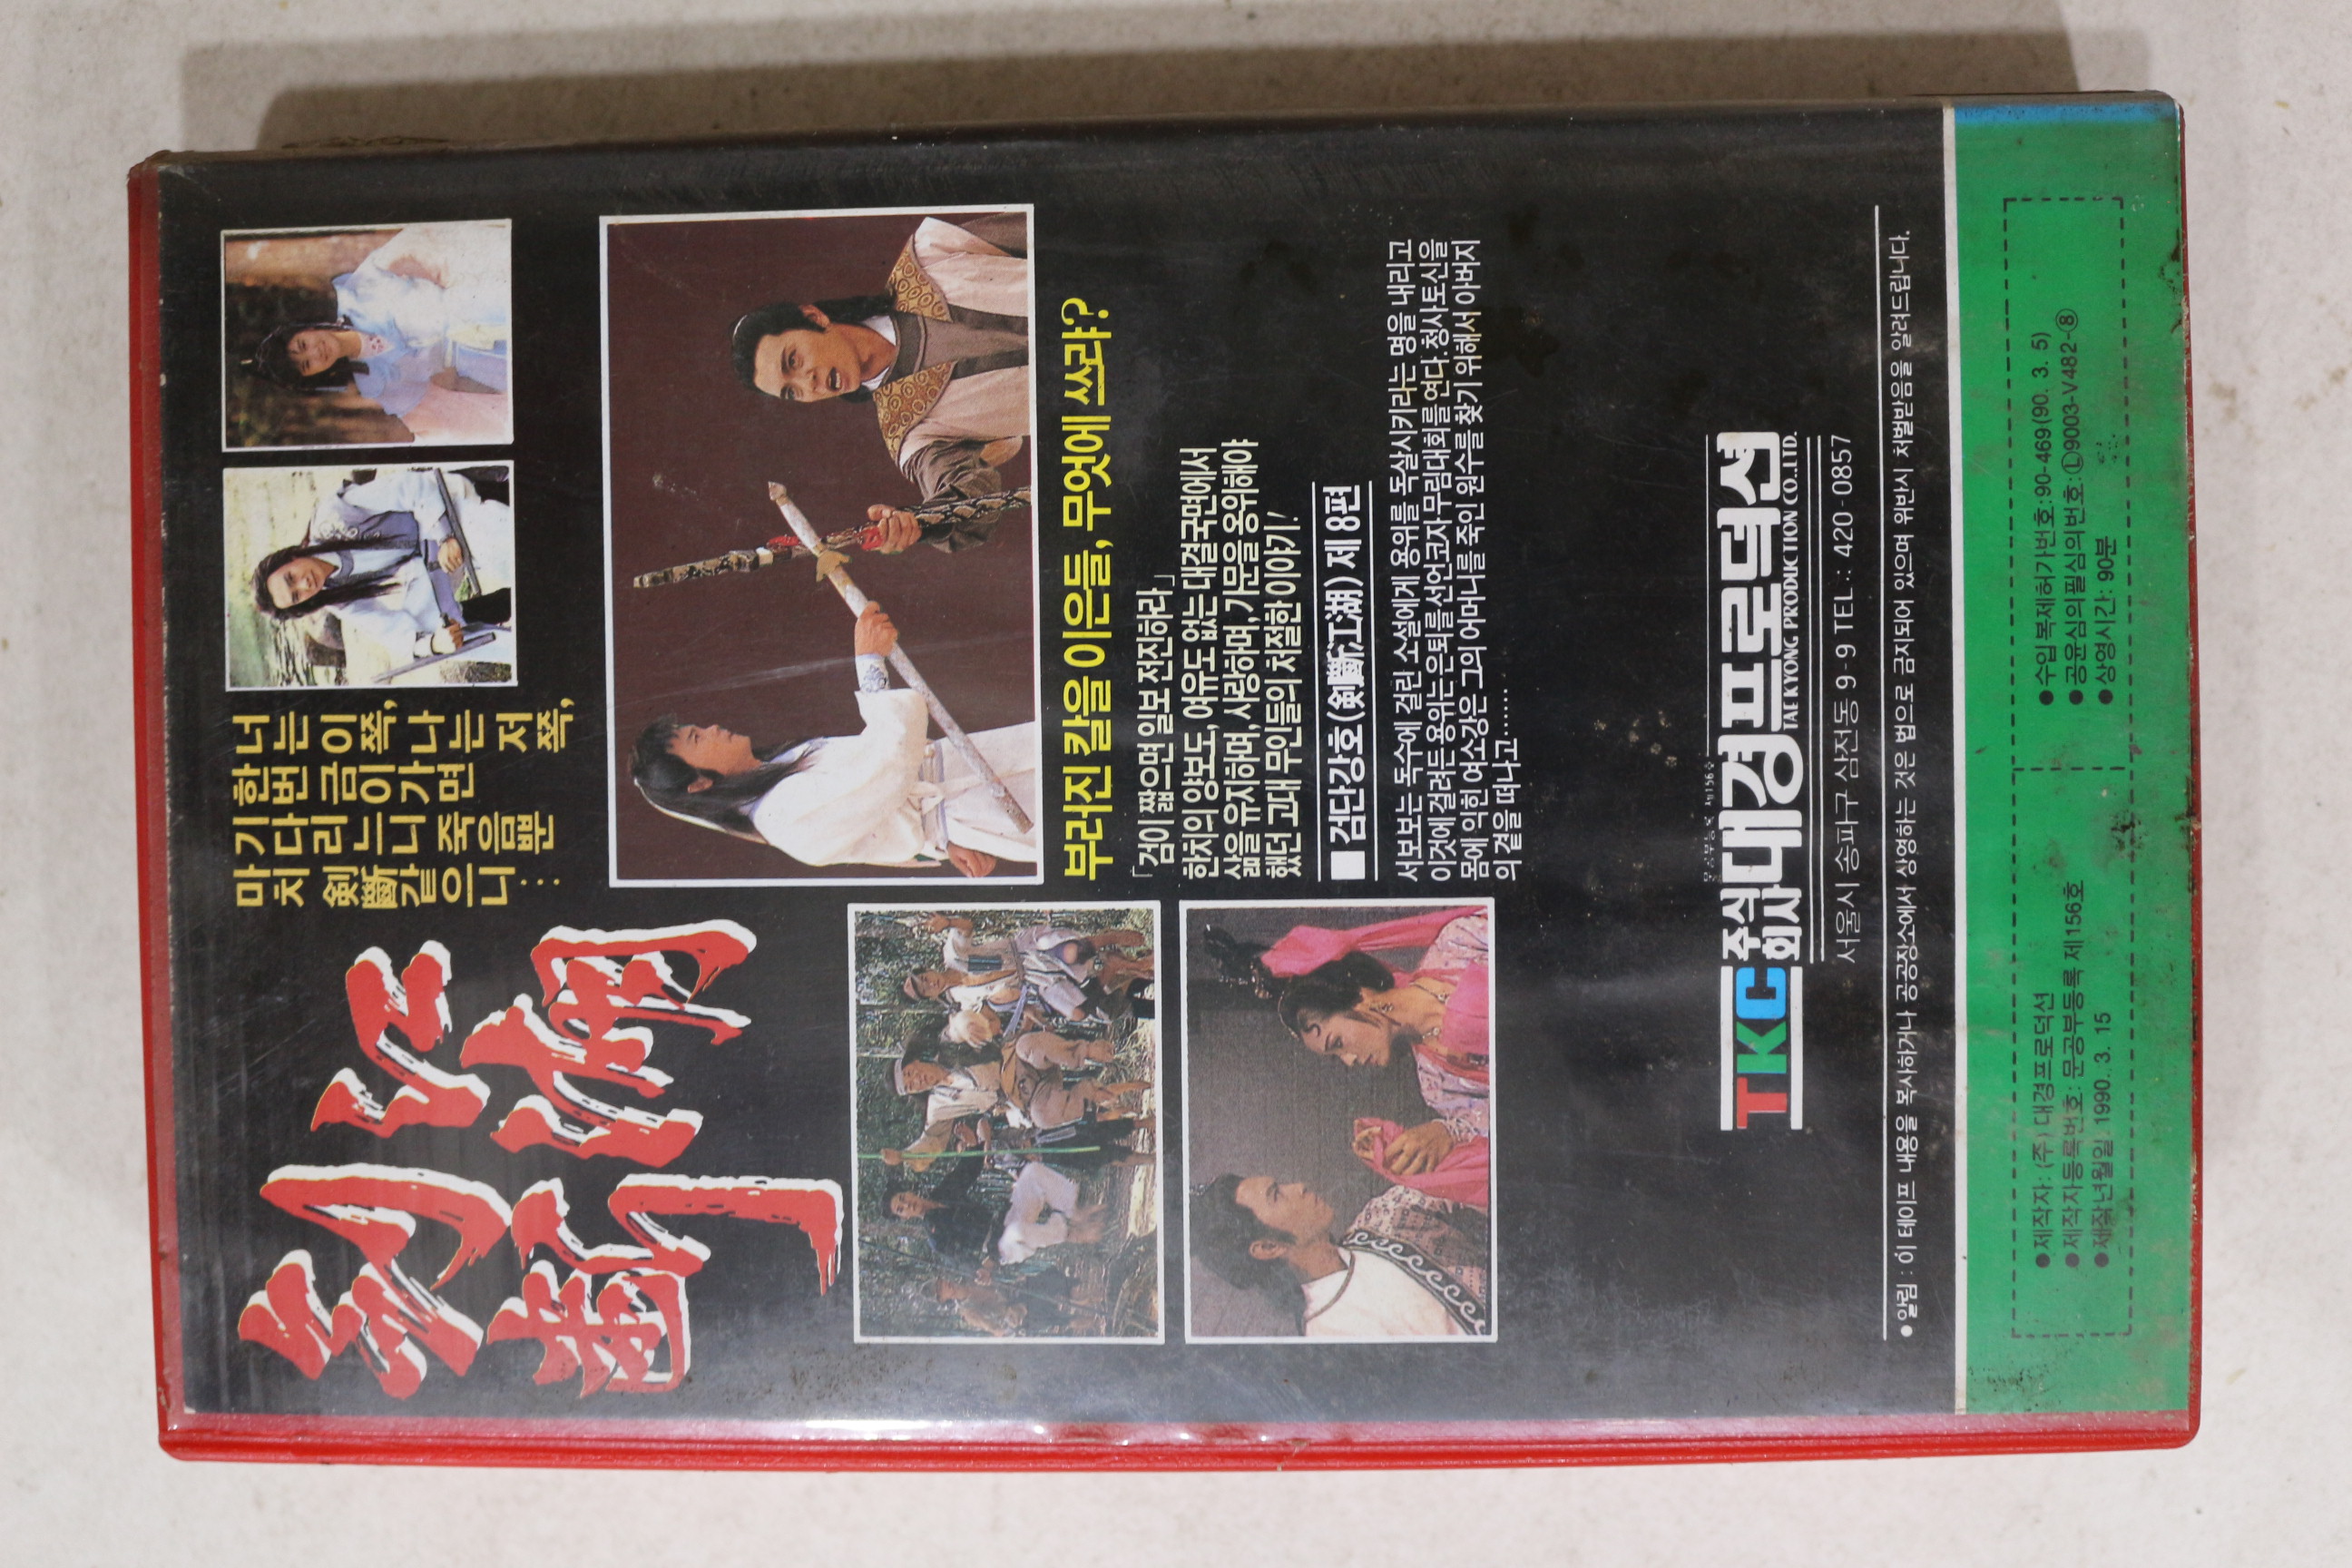 剣斷江湖
너는 이쪽, 나는 저쪽,
한번 금이가면
기다리느니 죽음뿐
마치 剣斷같으니…
부러진 칼을 이은들, 무엇에 쓰랴?
「검이 짧으면 일보 전진하라」
한치의 양보도, 여유도 없는 대결국면에서
삶을 유지하며, 사랑하며, 가문을 옹위해야
했던 고대 무인들의 처절한 이야기!
■ 검단강호(剣斷江湖) 제8편
서보보는 독수에 걸린 소설에게 용위를 독살시키라는 명을 내리고
이것에 걸려든 용위는 은퇴를 선언코자 무림대회를 연다. 청사토신을
몸에 익힌 여소강은 그의 어머니를 죽인 원수를 찾기 위해서 아버지
의 곁을 떠나고……
문공부등록 제156호
TKC 주식회사 대경프로덕션
TAE KYONG PRODUCTION CO.,LTD.
서울시 송파구 삼전동 9-9 TEL.: 420-0857
●알림 : 이 테이프 내용을 복사하거나 공공장소에서 상영하는 것은 법으로 금지되어 있으며 위반시 처벌받음을 알려드립니다.
●제작자: (주)대경프로덕션
●제작자등록번호: 문공부등록 제156호
●제작년월일 1990. 3. 15
●수입복제허가번호: 90-469(90. 3. 5)
●공윤심의필심의번호: Ⓛ9003-V482-⑧
●상영시간: 90분